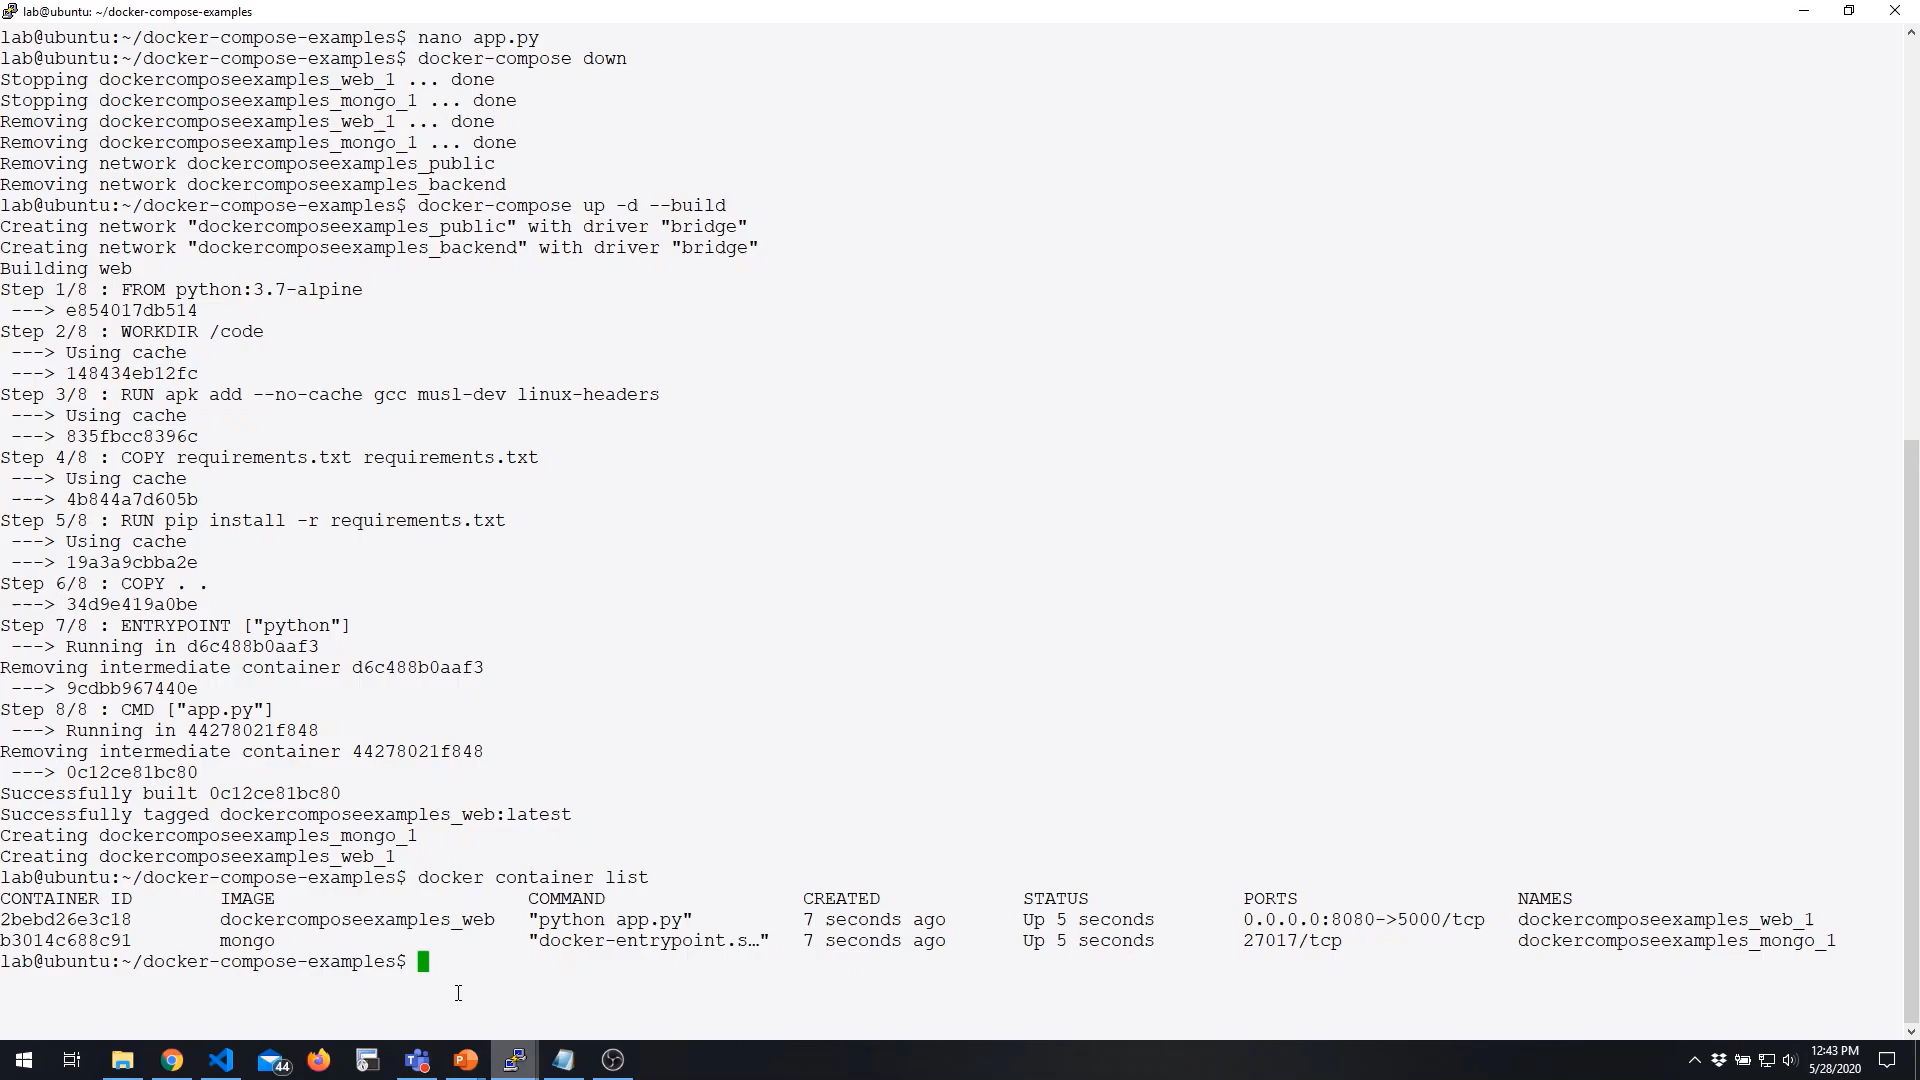 lab@ubuntu: ~/docker-compose-examples
lab@ubuntu:~/docker-compose-examples$ nano app.py
lab@ubuntu:~/docker-compose-examples$ docker-compose down
Stopping dockercomposeexamples_web_1 ... done
Stopping dockercomposeexamples_mongo_1 ... done
Removing dockercomposeexamples_web_1 ... done
Removing dockercomposeexamples_mongo_1 ... done
Removing network dockercomposeexamples_public
Removing network dockercomposeexamples_backend
lab@ubuntu:~/docker-compose-examples$ docker-compose up -d --build
Creating network "dockercomposeexamples_public" with driver "bridge"
Creating network "dockercomposeexamples_backend" with driver "bridge"
Building web
Step 1/8 : FROM python:3.7-alpine
 ---> e854017db514
Step 2/8 : WORKDIR /code
 ---> Using cache
 ---> 148434eb12fc
Step 3/8 : RUN apk add --no-cache gcc musl-dev linux-headers
 ---> Using cache
 ---> 835fbcc8396c
Step 4/8 : COPY requirements.txt requirements.txt
 ---> Using cache
 ---> 4b844a7d605b
Step 5/8 : RUN pip install -r requirements.txt
 ---> Using cache
 ---> 19a3a9cbba2e
Step 6/8 : COPY . .
 ---> 34d9e419a0be
Step 7/8 : ENTRYPOINT ["python"]
 ---> Running in d6c488b0aaf3
Removing intermediate container d6c488b0aaf3
 ---> 9cdbb967440e
Step 8/8 : CMD ["app.py"]
 ---> Running in 44278021f848
Removing intermediate container 44278021f848
 ---> 0c12ce81bc80
Successfully built 0c12ce81bc80
Successfully tagged dockercomposeexamples_web:latest
Creating dockercomposeexamples_mongo_1
Creating dockercomposeexamples_web_1
lab@ubuntu:~/docker-compose-examples$ docker container list
CONTAINER ID        IMAGE                       COMMAND                  CREATED             STATUS              PORTS                    NAMES
2bebd26e3c18        dockercomposeexamples_web   "python app.py"          7 seconds ago       Up 5 seconds        0.0.0.0:8080->5000/tcp   dockercomposeexamples_web_1
b3014c688c91        mongo                       "docker-entrypoint.s…"   7 seconds ago       Up 5 seconds        27017/tcp                dockercomposeexamples_mongo_1
lab@ubuntu:~/docker-compose-examples$
44
12:43 PM
5/28/2020